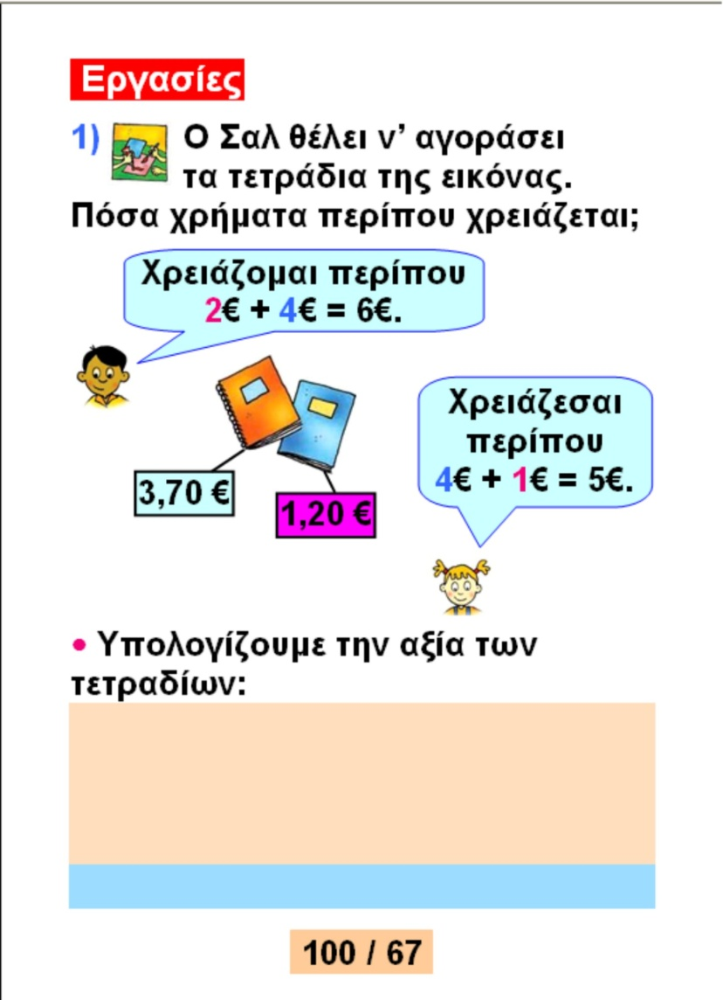 Εργασίες
1) Ο Σαλ θέλει ν’ αγοράσει
τα τετράδια της εικόνας.
Πόσα χρήματα περίπου χρειάζεται;
Χρειάζομαι περίπου
2€ + 4€ = 6€.
Χρειάζεσαι
περίπου
4€ + 1€ = 5€.
3,70 €
1,20 €
• Υπολογίζουμε την αξία των
τετραδίων:
100 / 67